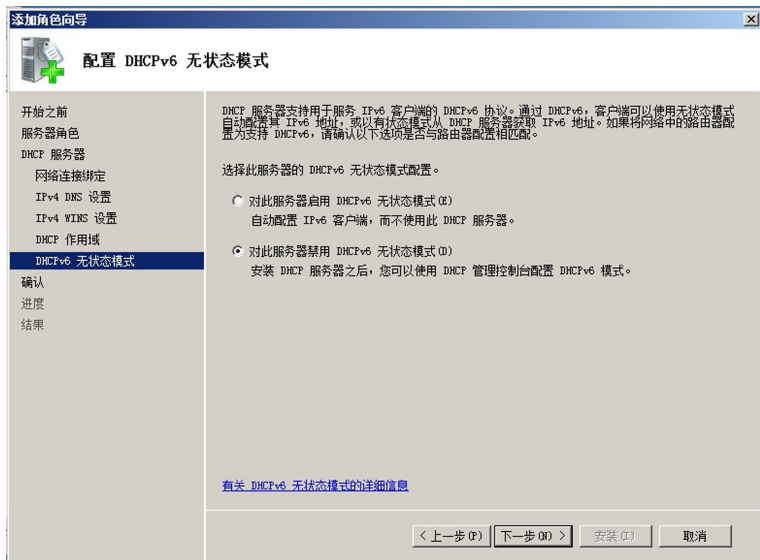 添加角色向导
配置 DHCPv6 无状态模式
开始之前
服务器角色
DHCP 服务器
网络连接绑定
IPv4 DNS 设置
IPv4 WINS 设置
DHCP 作用域
DHCPv6 无状态模式
确认
进度
结果
DHCP 服务器支持用于服务 IPv6 客户端的 DHCPv6 协议。通过 DHCPv6，客户端可以使用无状态模式
自动配置其 IPv6 地址，或以有状态模式从 DHCP 服务器获取 IPv6 地址。如果将网络中的路由器配
置为支持 DHCPv6，请确认以下选项是否与路由器配置相匹配。
选择此服务器的 DHCPv6 无状态模式配置。
对此服务器启用 DHCPv6 无状态模式(E)
自动配置 IPv6 客户端，而不使用此 DHCP 服务器。
对此服务器禁用 DHCPv6 无状态模式(D)
安装 DHCP 服务器之后，您可以使用 DHCP 管理控制台配置 DHCPv6 模式。
有关 DHCPv6 无状态模式的详细信息
< 上一步(P) 下一步(N) > 安装(I) 取消